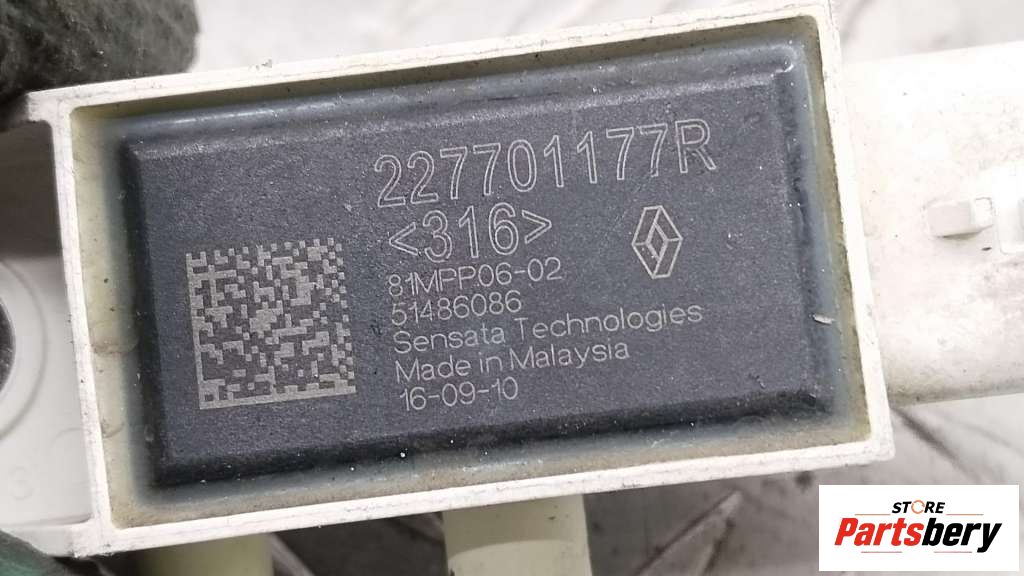 227701177R
<316>
81MPP06-02
51486086
Sensata Technologies
Made in Malaysia
16-09-10
STORE
Partsbery